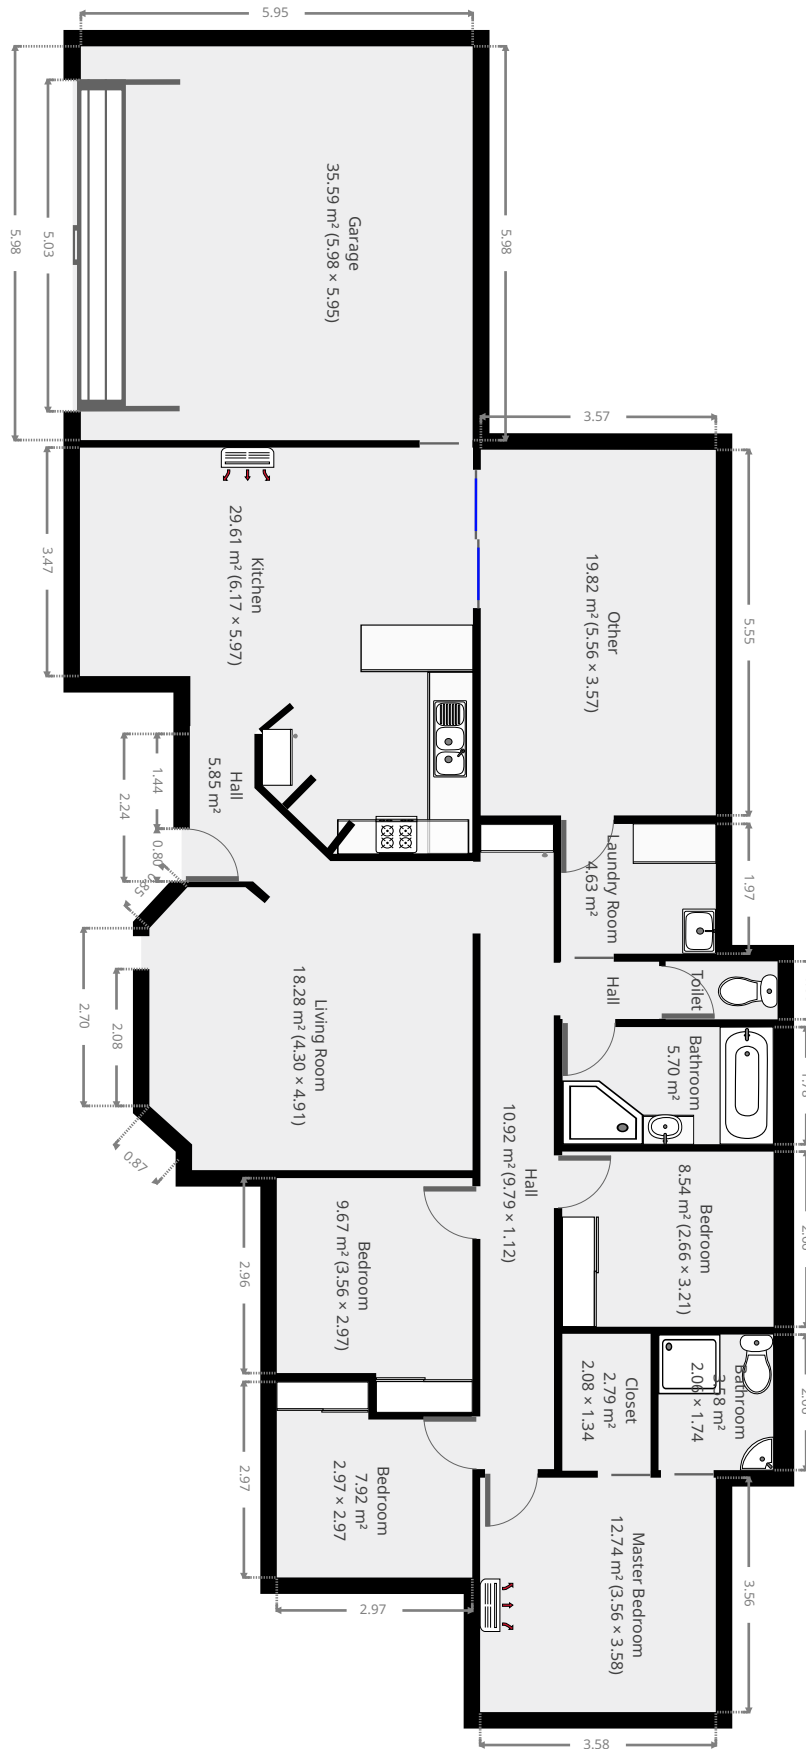 5.95
5.98
5.03
5.98
Garage
35.59 m² (5.98 × 5.95)
3.57
3.47
5.55
Kitchen
29.61 m² (6.17 × 5.97)
Other
19.82 m² (5.56 × 3.57)
Hall
5.85 m²
1.44
2.24
0.80
Laundry Room
4.63 m²
1.97
2.70
2.08
Living Room
18.28 m² (4.30 × 4.91)
Hall
Toilet
Bathroom
5.70 m²
0.87
Hall
10.92 m² (9.79 × 1.12)
Bedroom
8.54 m² (2.66 × 3.21)
Bedroom
9.67 m² (3.56 × 2.97)
2.96
Closet
2.79 m²
2.08 × 1.34
Bathroom
3.58 m²
2.06 × 1.74
Bedroom
7.92 m²
2.97 × 2.97
2.97
2.97
Master Bedroom
12.74 m² (3.56 × 3.58)
3.56
3.58